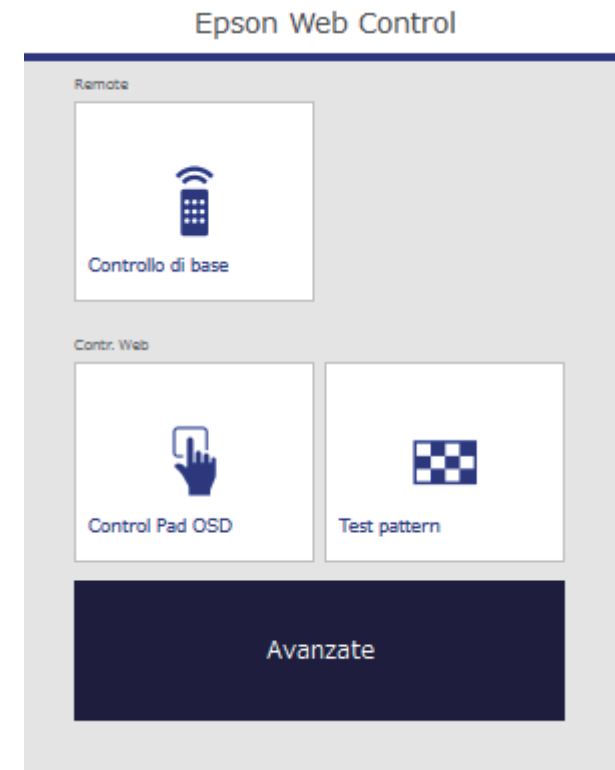 Epson Web Control
Remote
Controllo di base
Contr. Web
Control Pad OSD
Test pattern
Avanzate